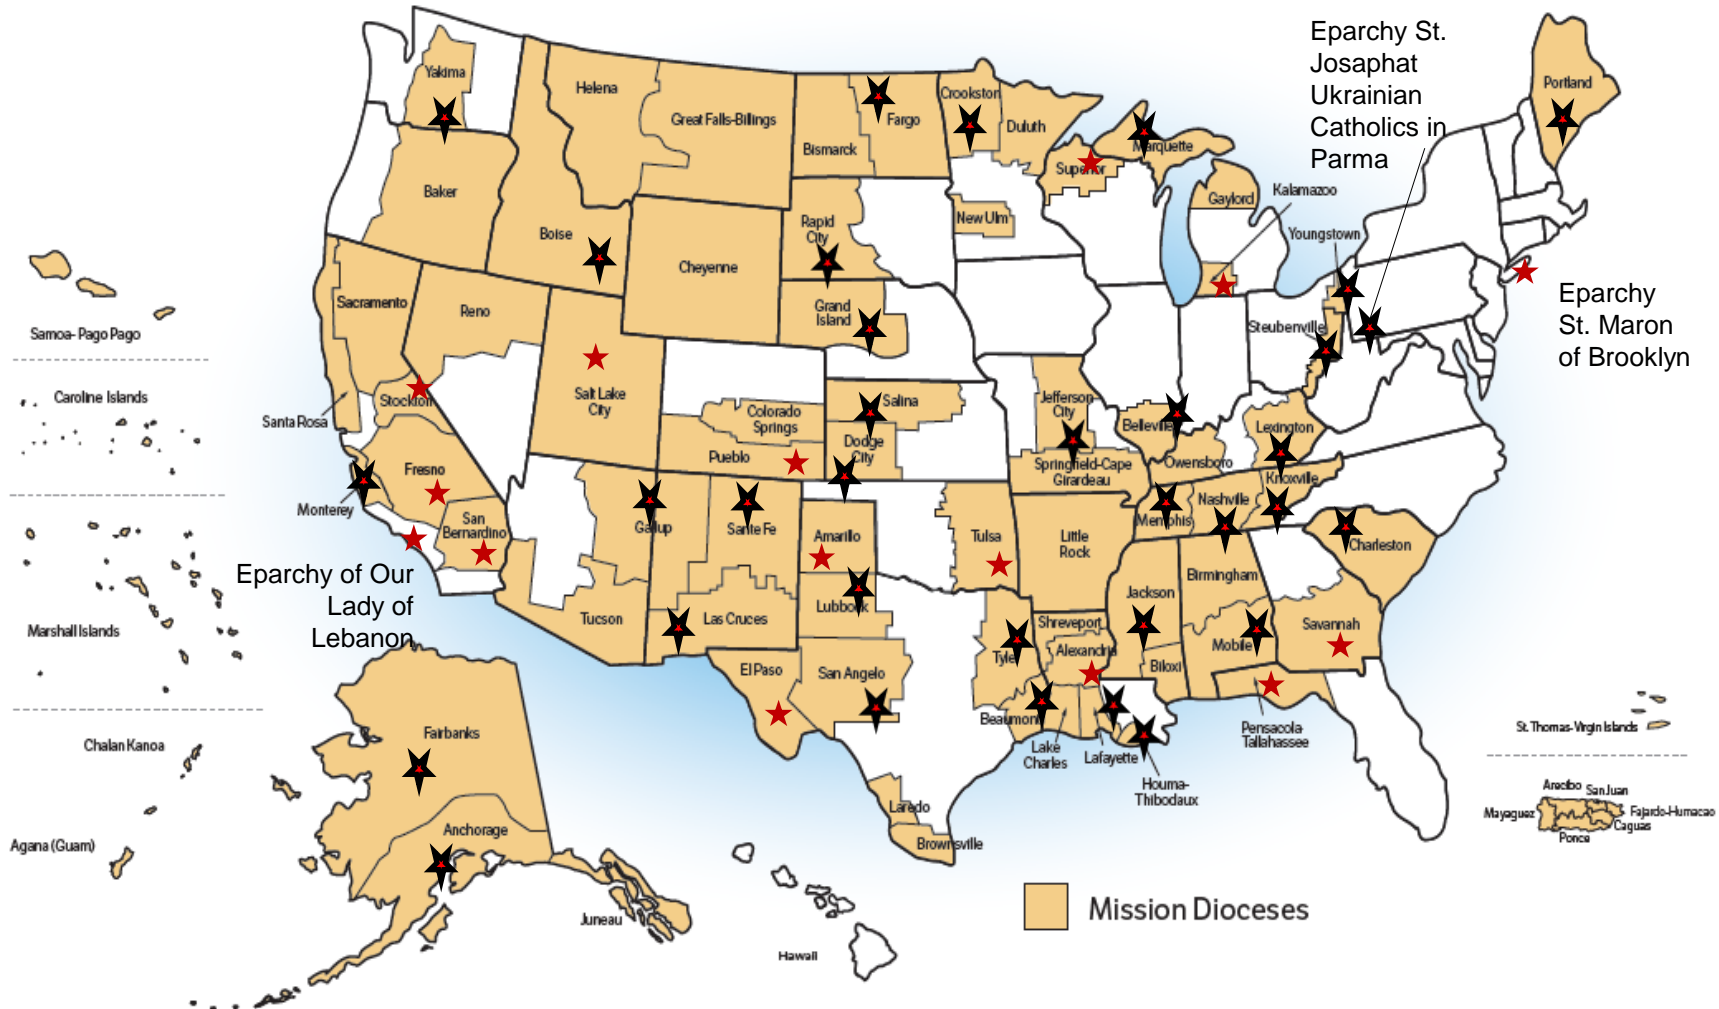 Eparchy St.
Josaphat
Ukrainian
Catholics in
Parma
Yakima
Helena
Great Falls-Billings
Bismarck
Fargo
Crookston
Duluth
Marquette
Superior
Portland
Baker
Boise
Rapid
City
New Ulm
Gaylord
Kalamazoo
Youngstown
Cheyenne
Sacramento
Reno
Grand
Island
Steubenville
Eparchy
St. Maron
of Brooklyn
Samoa- Pago Pago
Caroline Islands
Santa Rosa
Stockton
Salt Lake
City
Colorado
Springs
Pueblo
Salina
Dodge
City
Jefferson
City
Belleville
Owensboro
Lexington
Springfield-Cape
Girardeau
Knoxville
Nashville
Memphis
Fresno
Monterey
San
Bernardino
Gallup
Sante Fe
Amarillo
Tulsa
Little
Rock
Charleston
Eparchy of Our
Lady of
Lebanon
Marshall Islands
Tucson
Las Cruces
Lubbock
Birmingham
Jackson
Shreveport
Alexandria
Tyler
Biloxi
Mobile
Savannah
El Paso
San Angelo
Beaumont
Lake
Charles
Lafayette
Houma-
Thibodaux
Pensacola-
Tallahassee
St. Thomas-Virgin Islands
Chalan Kanoa
Fairbanks
Anchorage
Agana (Guam)
Juneau
Laredo
Brownsville
Hawaii
Arecibo
San Juan
Mayaguez
Fajardo-Humacao
Caguas
Ponce
Mission Dioceses